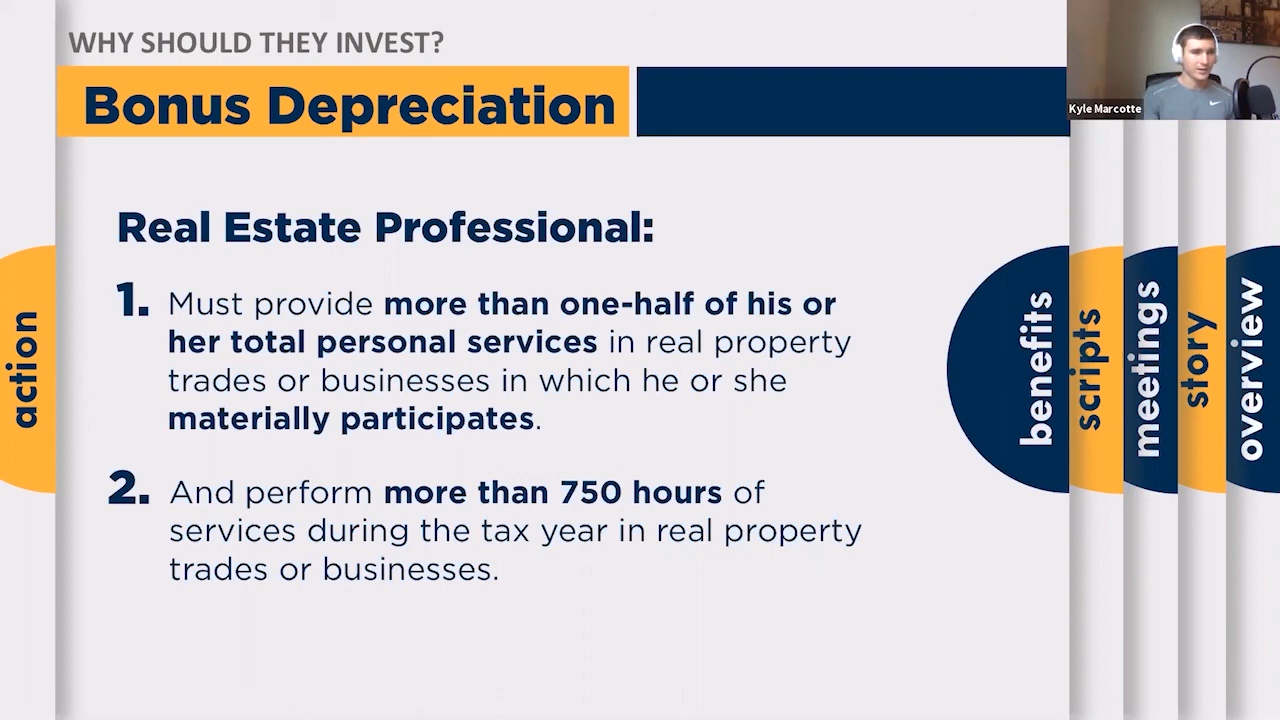 WHY SHOULD THEY INVEST?
Bonus Depreciation
Kyle Marcotte
Real Estate Professional:
1. Must provide more than one-half of his or
her total personal services in real property
trades or businesses in which he or she
materially participates.
2. And perform more than 750 hours of
services during the tax year in real property
trades or businesses.
action
benefits
scripts
meetings
story
overview